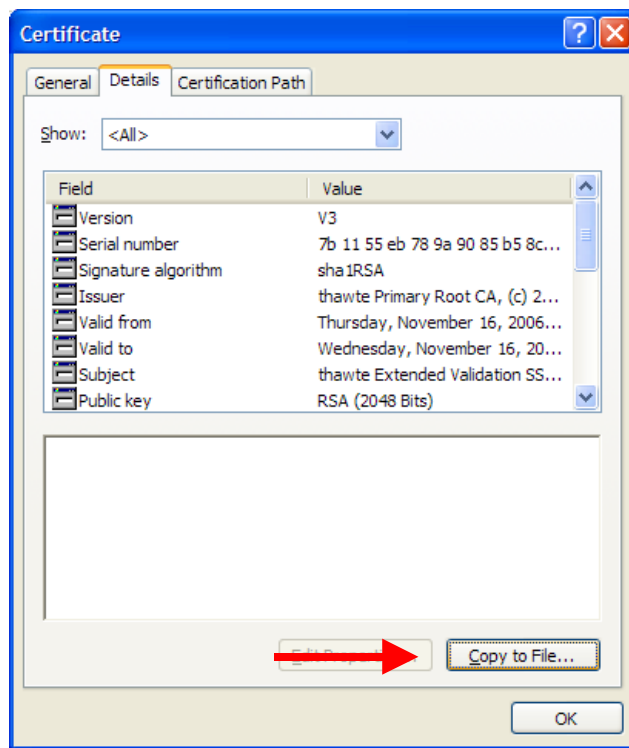 Certificate
General Details Certification Path
Show: <All>
Field Value
Version V3
Serial number 7b 11 55 eb 78 9a 90 85 b5 8c...
Signature algorithm sha1RSA
Issuer thawte Primary Root CA, (c) 2...
Valid from Thursday, November 16, 2006...
Valid to Wednesday, November 16, 20...
Subject thawte Extended Validation SS...
Public key RSA (2048 Bits)
Copy to File...
OK